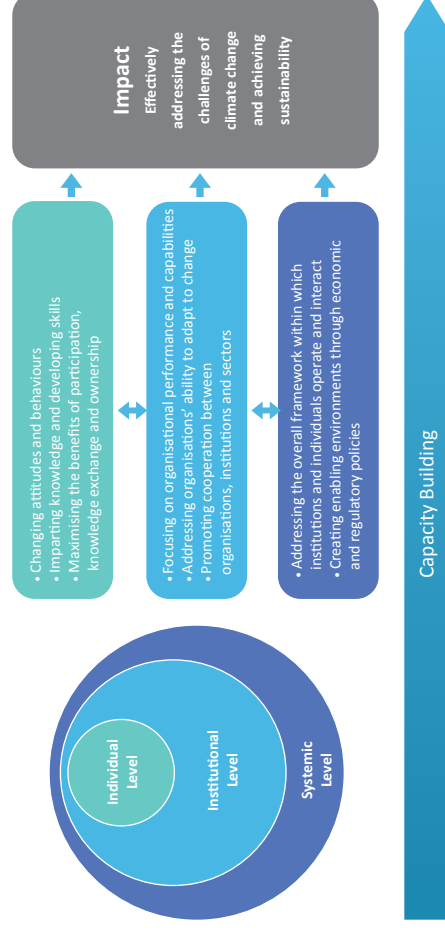 Individual
Level
Institutional
Level
Systemic
Level
• Changing attitudes and behaviours
• Imparting knowledge and developing skills
• Maximising the benefits of participation,
knowledge exchange and ownership
• Focusing on organisational performance and capabilities
• Addressing organisations’ ability to adapt to change
• Promoting cooperation between
organisations, institutions and sectors
• Addressing the overall framework within which
institutions and individuals operate and interact
• Creating enabling environments through economic
and regulatory policies
Impact
Effectively
addressing the
challenges of
climate change
and achieving
sustainability
Capacity Building